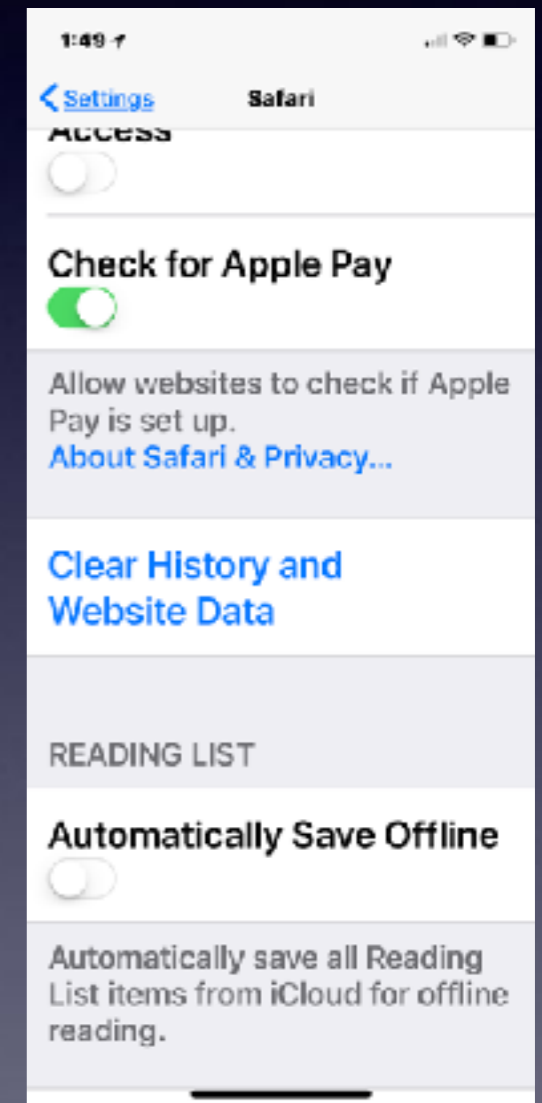 1:49
Settings Safari
Access
Check for Apple Pay
Allow websites to check if Apple
Pay is set up.
About Safari & Privacy...
Clear History and
Website Data
READING LIST
Automatically Save Offline
Automatically save all Reading
List items from iCloud for offline
reading.